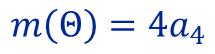 m(Θ) = 4a₄